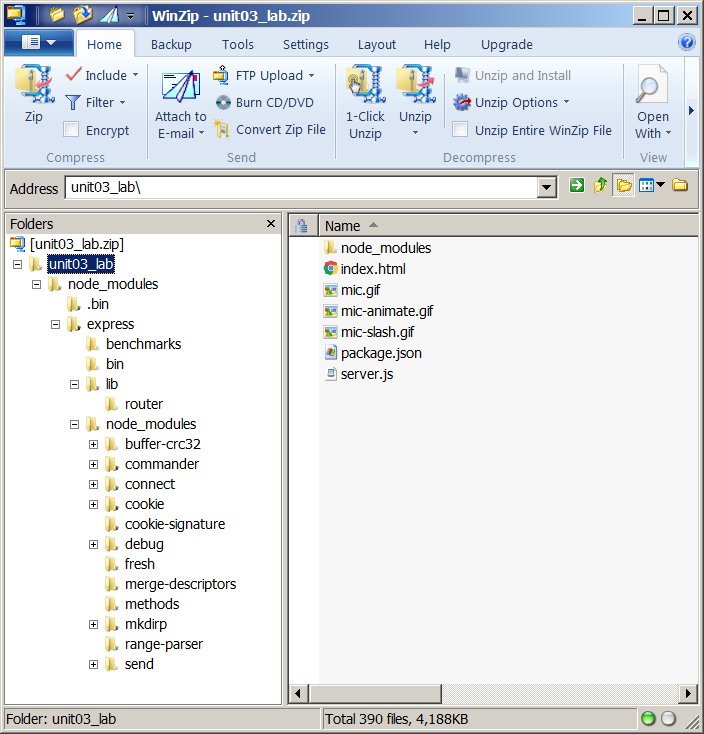 WinZip - unit03_lab.zip
Home Backup Tools Settings Layout Help Upgrade
Zip
Include
Filter
Encrypt
Compress
Attach to
E-mail
FTP Upload
Burn CD/DVD
Convert Zip File
Send
1-Click
Unzip
Unzip
Unzip and Install
Unzip Options
Unzip Entire WinZip File
Decompress
Open
With
View
Address unit03_lab\
Folders
[unit03_lab.zip]
unit03_lab
node_modules
.bin
express
benchmarks
bin
lib
router
node_modules
buffer-crc32
commander
connect
cookie
cookie-signature
debug
fresh
merge-descriptors
methods
mkdirp
range-parser
send
Name
node_modules
index.html
mic.gif
mic-animate.gif
mic-slash.gif
package.json
server.js
Folder: unit03_lab
Total 390 files, 4,188KB